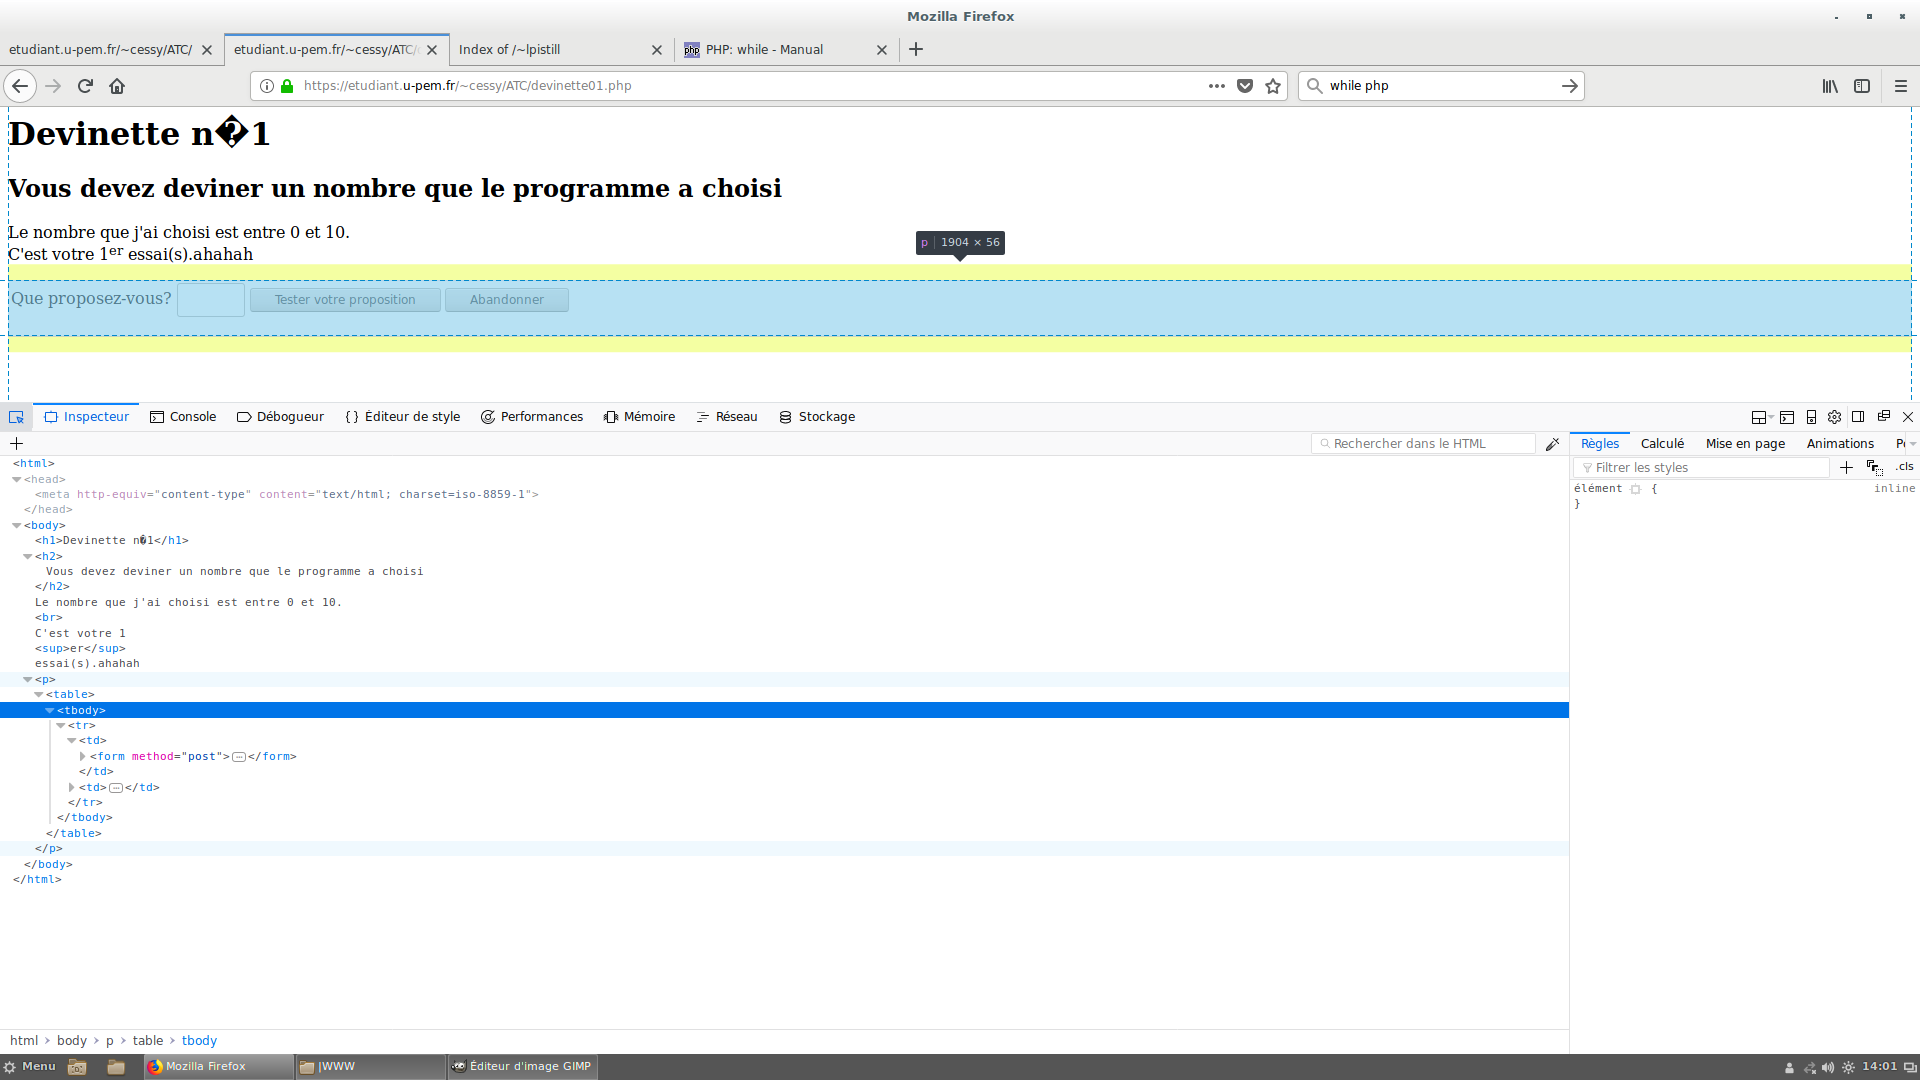 Mozilla Firefox
etudiant.u-pem.fr/~cessy/ATC/
etudiant.u-pem.fr/~cessy/ATC/
Index of /~lpistill
php PHP: while - Manual
https://etudiant.u-pem.fr/~cessy/ATC/devinette01.php
while php
Devinette n�1
Vous devez deviner un nombre que le programme a choisi
Le nombre que j'ai choisi est entre 0 et 10.
C'est votre 1er essai(s).ahahah
p 1904 × 56
Que proposez-vous? Tester votre proposition Abandonner
Inspecteur Console Débogueur Éditeur de style Performances Mémoire Réseau Stockage
Rechercher dans le HTML
<html>
<head>
<meta http-equiv="content-type" content="text/html; charset=iso-8859-1">
</head>
<body>
<h1>Devinette n�1</h1>
<h2>
Vous devez deviner un nombre que le programme a choisi
</h2>
Le nombre que j'ai choisi est entre 0 et 10.
<br>
C'est votre 1
<sup>er</sup>
essai(s).ahahah
<p>
<table>
<tbody>
<tr>
<td>
<form method="post">…</form>
</td>
<td>…</td>
</tr>
</tbody>
</table>
</p>
</body>
</html>
Règles Calculé Mise en page Animations
Filtrer les styles .cls
élément { inline
}
html > body > p > table > tbody
Menu Mozilla Firefox |WWW Éditeur d'image GIMP 14:01